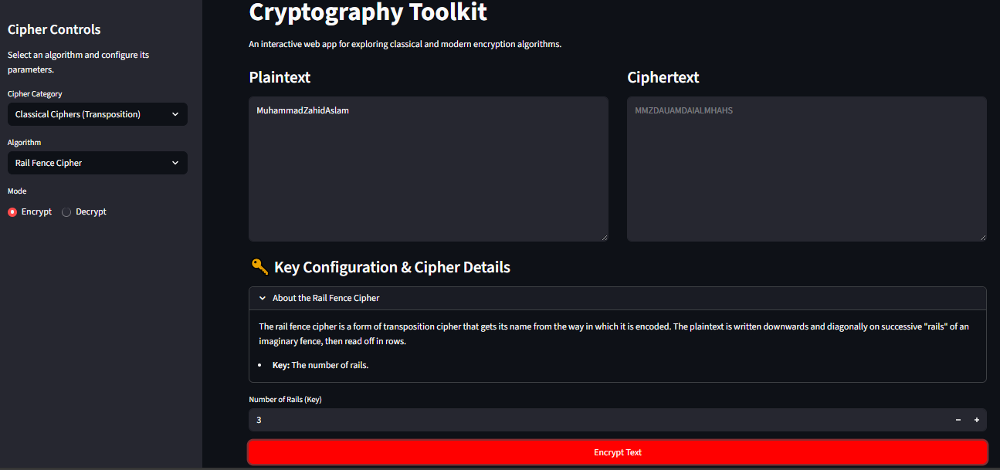 Cipher Controls
Select an algorithm and configure its
parameters.
Cipher Category
Classical Ciphers (Transposition)
Algorithm
Rail Fence Cipher
Mode
Encrypt Decrypt
Cryptography Toolkit
An interactive web app for exploring classical and modern encryption algorithms.
Plaintext
MuhammadZahidAslam
Ciphertext
MMZDAUAMDAIALMHAHS
Key Configuration & Cipher Details
About the Rail Fence Cipher
The rail fence cipher is a form of transposition cipher that gets its name from the way in which it is encoded. The plaintext is written downwards and diagonally on successive "rails" of an
imaginary fence, then read off in rows.
• Key: The number of rails.
Number of Rails (Key)
3
Encrypt Text